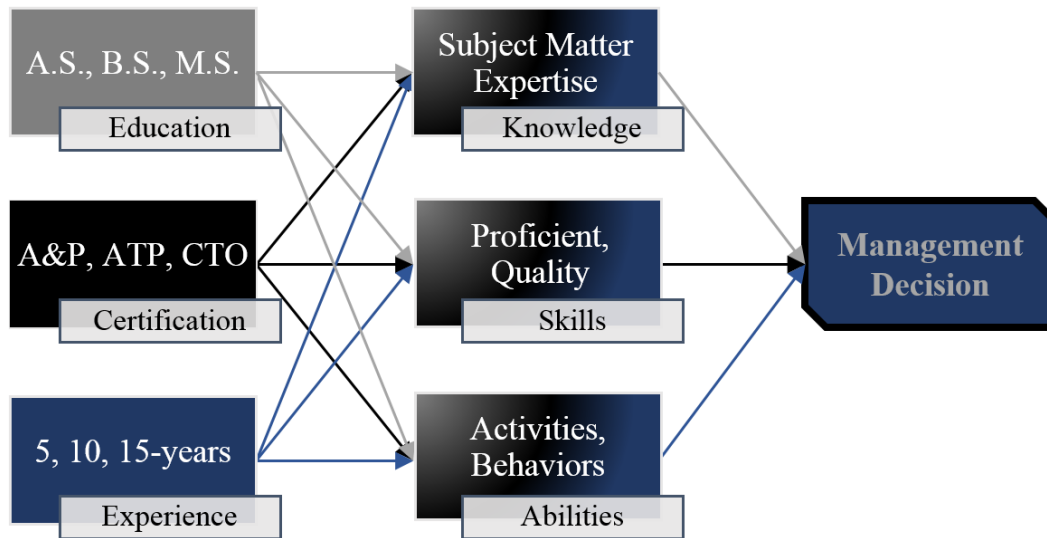 A.S., B.S., M.S.
Education
Subject Matter
Expertise
Knowledge
A&P, ATP, CTO
Certification
Proficient,
Quality
Skills
Management
Decision
5, 10, 15-years
Experience
Activities,
Behaviors
Abilities